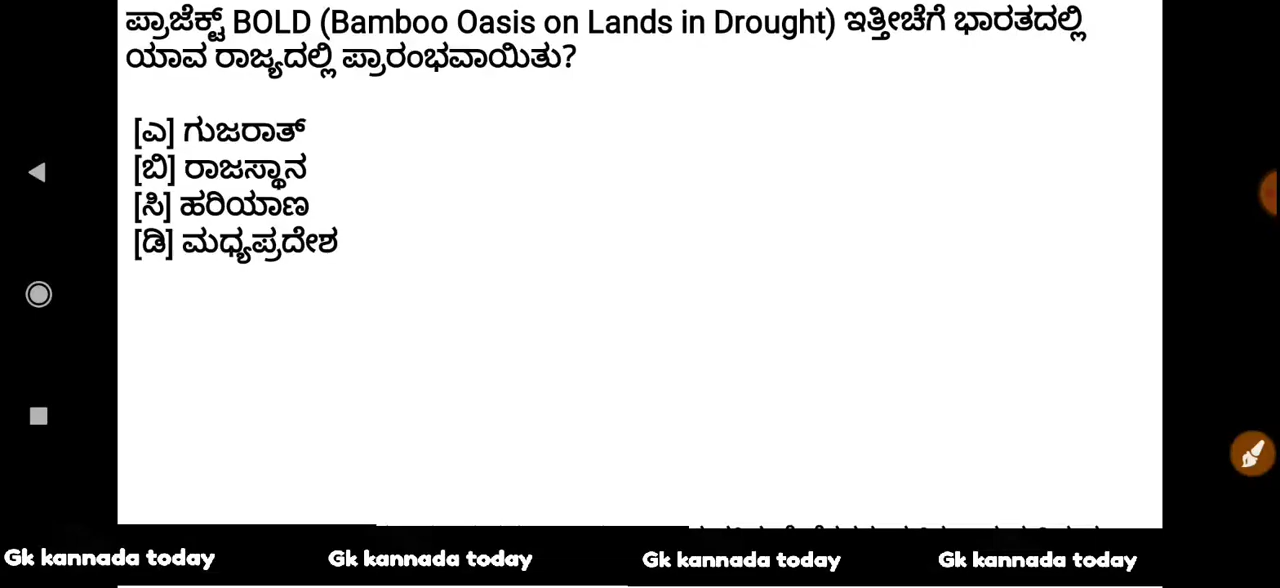 ಪ್ರಾಜೆಕ್ಟ್ BOLD (Bamboo Oasis on Lands in Drought) ಇತ್ತೀಚೆಗೆ ಭಾರತದಲ್ಲಿ
ಯಾವ ರಾಜ್ಯದಲ್ಲಿ ಪ್ರಾರಂಭವಾಯಿತು?
[ಎ] ಗುಜರಾತ್
[ಬಿ] ರಾಜಸ್ಥಾನ
[ಸಿ] ಹರಿಯಾಣ
[ಡಿ] ಮಧ್ಯಪ್ರದೇಶ
Gk kannada today Gk kannada today Gk kannada today Gk kannada today